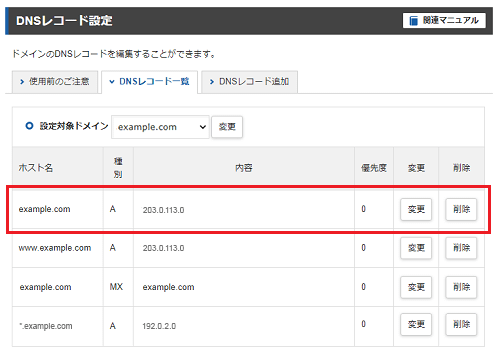 DNSレコード設定
関連マニュアル
ドメインのDNSレコードを編集することができます。
使用前のご注意 DNSレコード一覧 DNSレコード追加
設定対象ドメイン example.com 変更
ホスト名 種別 内容 優先度 変更 削除
example.com A 203.0.113.0 0 変更 削除
www.example.com A 203.0.113.0 0 変更 削除
example.com MX example.com 0 変更 削除
*.example.com A 192.0.2.0 0 変更 削除